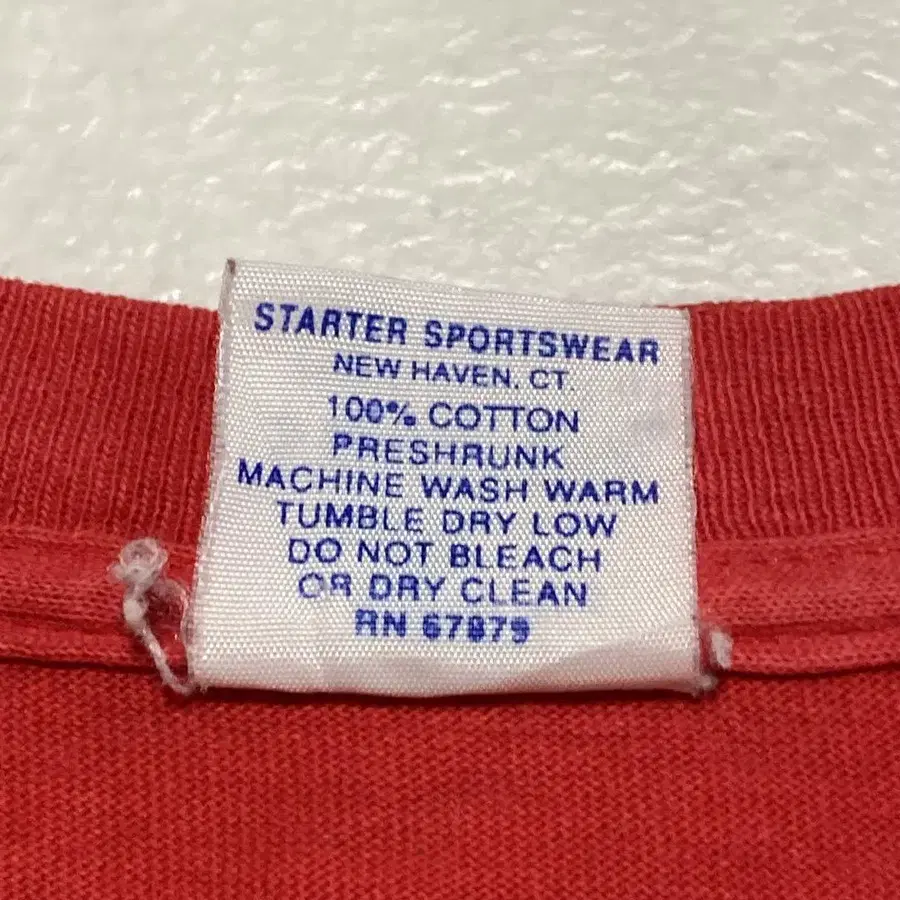 STARTER SPORTSWEAR
NEW HAVEN, CT.
100% COTTON
PRESHRUNK
MACHINE WASH WARM
TUMBLE DRY LOW
DO NOT BLEACH
OR DRY CLEAN
RN 67879